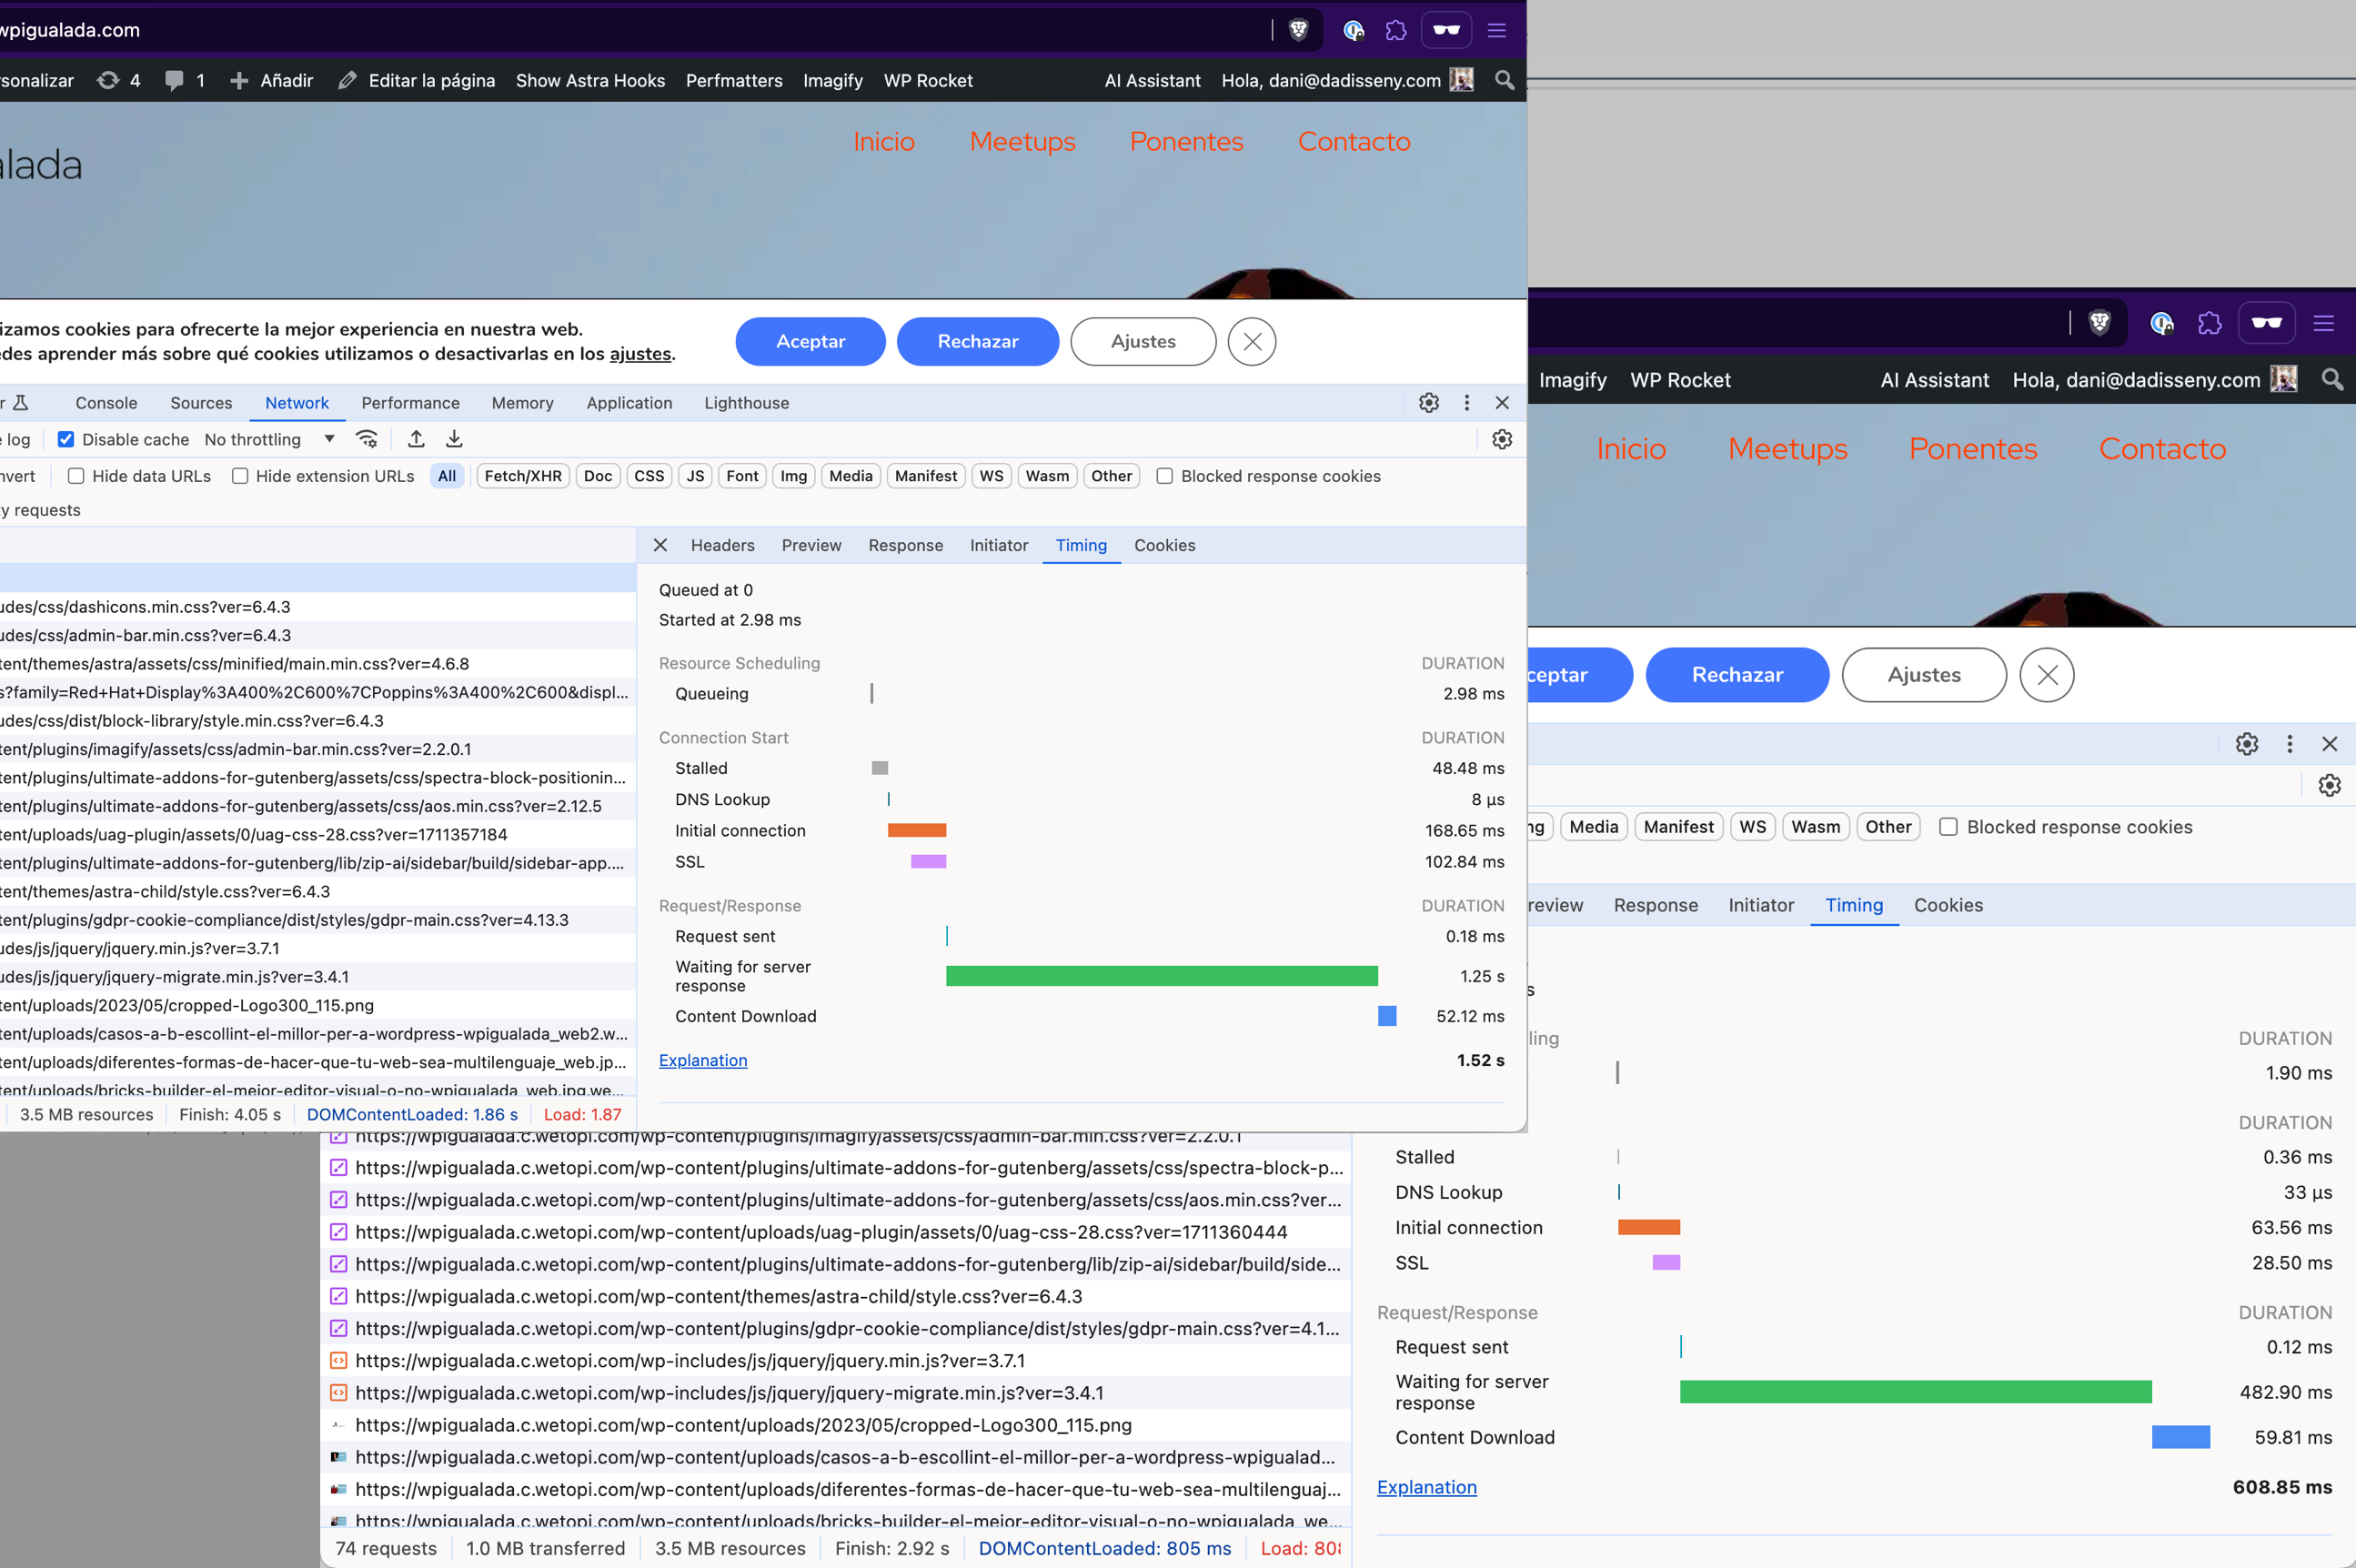 wpigualada.com
rsonalizar 4 1 Añadir Editar la página Show Astra Hooks Perfmatters Imagify WP Rocket AI Assistant Hola, dani@dadisseny.com
alada
Inicio Meetups Ponentes Contacto
izamos cookies para ofrecerte la mejor experiencia en nuestra web.
edes aprender más sobre qué cookies utilizamos o desactivarlas en los ajustes.
Aceptar Rechazar Ajustes
r Console Sources Network Performance Memory Application Lighthouse
e log Disable cache No throttling
nvert Hide data URLs Hide extension URLs All Fetch/XHR Doc CSS JS Font Img Media Manifest WS Wasm Other Blocked response cookies
y requests
Headers Preview Response Initiator Timing Cookies
udes/css/dashicons.min.css?ver=6.4.3
udes/css/admin-bar.min.css?ver=6.4.3
tent/themes/astra/assets/css/minified/main.min.css?ver=4.6.8
s?family=Red+Hat+Display%3A400%2C600%7CPoppins%3A400%2C600&displ...
udes/css/dist/block-library/style.min.css?ver=6.4.3
tent/plugins/imagify/assets/css/admin-bar.min.css?ver=2.2.0.1
tent/plugins/ultimate-addons-for-gutenberg/assets/css/spectra-block-positionin...
tent/plugins/ultimate-addons-for-gutenberg/assets/css/aos.min.css?ver=2.12.5
tent/uploads/uag-plugin/assets/0/uag-css-28.css?ver=1711357184
tent/plugins/ultimate-addons-for-gutenberg/lib/zip-ai/sidebar/build/sidebar-app....
tent/themes/astra-child/style.css?ver=6.4.3
tent/plugins/gdpr-cookie-compliance/dist/styles/gdpr-main.css?ver=4.13.3
udes/js/jquery/jquery.min.js?ver=3.7.1
udes/js/jquery/jquery-migrate.min.js?ver=3.4.1
tent/uploads/2023/05/cropped-Logo300_115.png
tent/uploads/casos-a-b-escollint-el-millor-per-a-wordpress-wpigualada_web2.w...
tent/uploads/diferentes-formas-de-hacer-que-tu-web-sea-multilenguaje_web.jp...
tent/uploads/bricks-builder-el-mejor-editor-visual-o-no-wpigualada_web.jpg.we...
3.5 MB resources Finish: 4.05 s DOMContentLoaded: 1.86 s Load: 1.87
Queued at 0
Started at 2.98 ms
Resource Scheduling DURATION
Queueing 2.98 ms
Connection Start DURATION
Stalled 48.48 ms
DNS Lookup 8 μs
Initial connection 168.65 ms
SSL 102.84 ms
Request/Response DURATION
Request sent 0.18 ms
Waiting for server
response 1.25 s
Content Download 52.12 ms
Explanation 1.52 s
Imagify WP Rocket AI Assistant Hola, dani@dadisseny.com
Inicio Meetups Ponentes Contacto
ceptar Rechazar Ajustes
ng Media Manifest WS Wasm Other Blocked response cookies
review Response Initiator Timing Cookies
s
ling DURATION
1.90 ms
DURATION
Stalled 0.36 ms
DNS Lookup 33 μs
Initial connection 63.56 ms
SSL 28.50 ms
Request/Response DURATION
Request sent 0.12 ms
Waiting for server
response 482.90 ms
Content Download 59.81 ms
Explanation 608.85 ms
https://wpigualada.c.wetopi.com/wp-content/plugins/imagify/assets/css/admin-bar.min.css?ver=2.2.0.1
https://wpigualada.c.wetopi.com/wp-content/plugins/ultimate-addons-for-gutenberg/assets/css/spectra-block-p...
https://wpigualada.c.wetopi.com/wp-content/plugins/ultimate-addons-for-gutenberg/assets/css/aos.min.css?ver...
https://wpigualada.c.wetopi.com/wp-content/uploads/uag-plugin/assets/0/uag-css-28.css?ver=1711360444
https://wpigualada.c.wetopi.com/wp-content/plugins/ultimate-addons-for-gutenberg/lib/zip-ai/sidebar/build/side...
https://wpigualada.c.wetopi.com/wp-content/themes/astra-child/style.css?ver=6.4.3
https://wpigualada.c.wetopi.com/wp-content/plugins/gdpr-cookie-compliance/dist/styles/gdpr-main.css?ver=4.1...
https://wpigualada.c.wetopi.com/wp-includes/js/jquery/jquery.min.js?ver=3.7.1
https://wpigualada.c.wetopi.com/wp-includes/js/jquery/jquery-migrate.min.js?ver=3.4.1
https://wpigualada.c.wetopi.com/wp-content/uploads/2023/05/cropped-Logo300_115.png
https://wpigualada.c.wetopi.com/wp-content/uploads/casos-a-b-escollint-el-millor-per-a-wordpress-wpigualad...
https://wpigualada.c.wetopi.com/wp-content/uploads/diferentes-formas-de-hacer-que-tu-web-sea-multilenguaj...
https://wpigualada.c.wetopi.com/wp-content/uploads/bricks-builder-el-mejor-editor-visual-o-no-wpigualada_we...
74 requests 1.0 MB transferred 3.5 MB resources Finish: 2.92 s DOMContentLoaded: 805 ms Load: 80